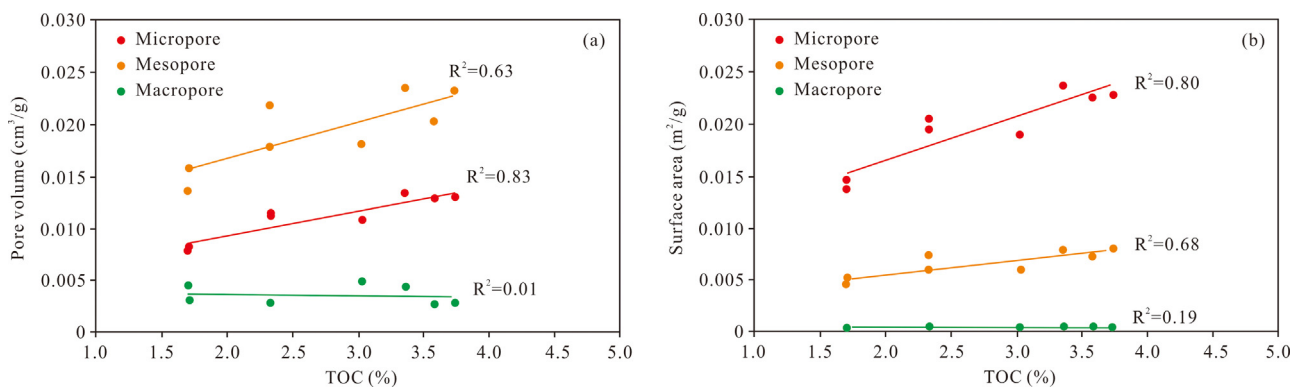 0.030
0.025
0.020
0.015
0.010
0.005
0
Pore volume (cm³/g)
Micropore
Mesopore
Macropore
(a)
R²=0.63
R²=0.83
R²=0.01
1.0 2.0 2.5 3.0 3.5 4.0 4.5 5.0
TOC (%)
0.030
0.025
0.020
0.015
0.010
0.005
0
Surface area (m²/g)
Micropore
Mesopore
Macropore
(b)
R²=0.80
R²=0.68
R²=0.19
1.0 2.0 2.5 3.0 3.5 4.0 4.5 5.0
TOC (%)